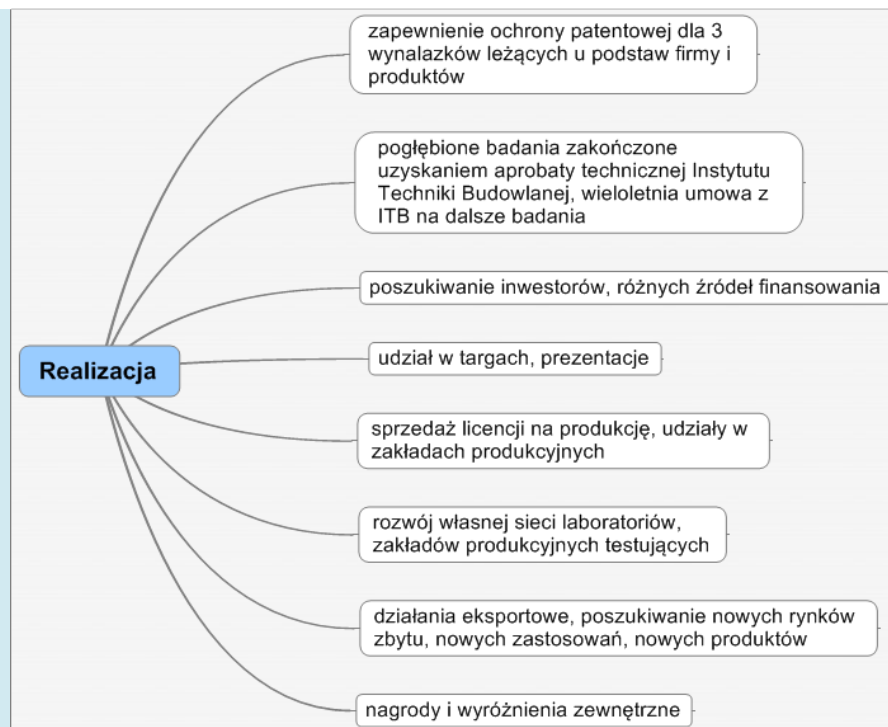 zapewnienie ochrony patentowej dla 3
wynalazków leżących u podstaw firmy i
produktów
pogłębione badania zakończone
uzyskaniem aprobaty technicznej Instytutu
Techniki Budowlanej, wieloletnia umowa z
ITB na dalsze badania
poszukiwanie inwestorów, różnych źródeł finansowania
Realizacja
udział w targach, prezentacje
sprzedaż licencji na produkcję, udziały w
zakładach produkcyjnych
rozwój własnej sieci laboratoriów,
zakładów produkcyjnych testujących
działania eksportowe, poszukiwanie nowych rynków
zbytu, nowych zastosowań, nowych produktów
nagrody i wyróżnienia zewnętrzne